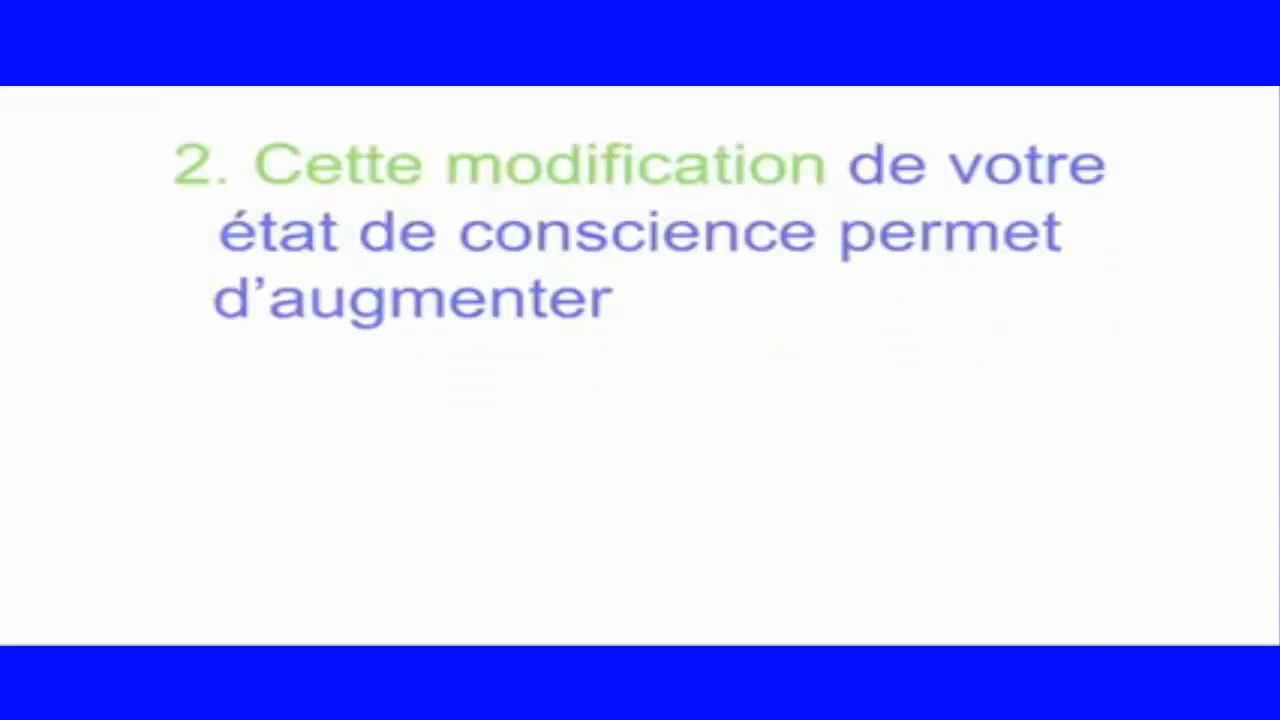 2. Cette modification de votre
état de conscience permet
d’augmenter